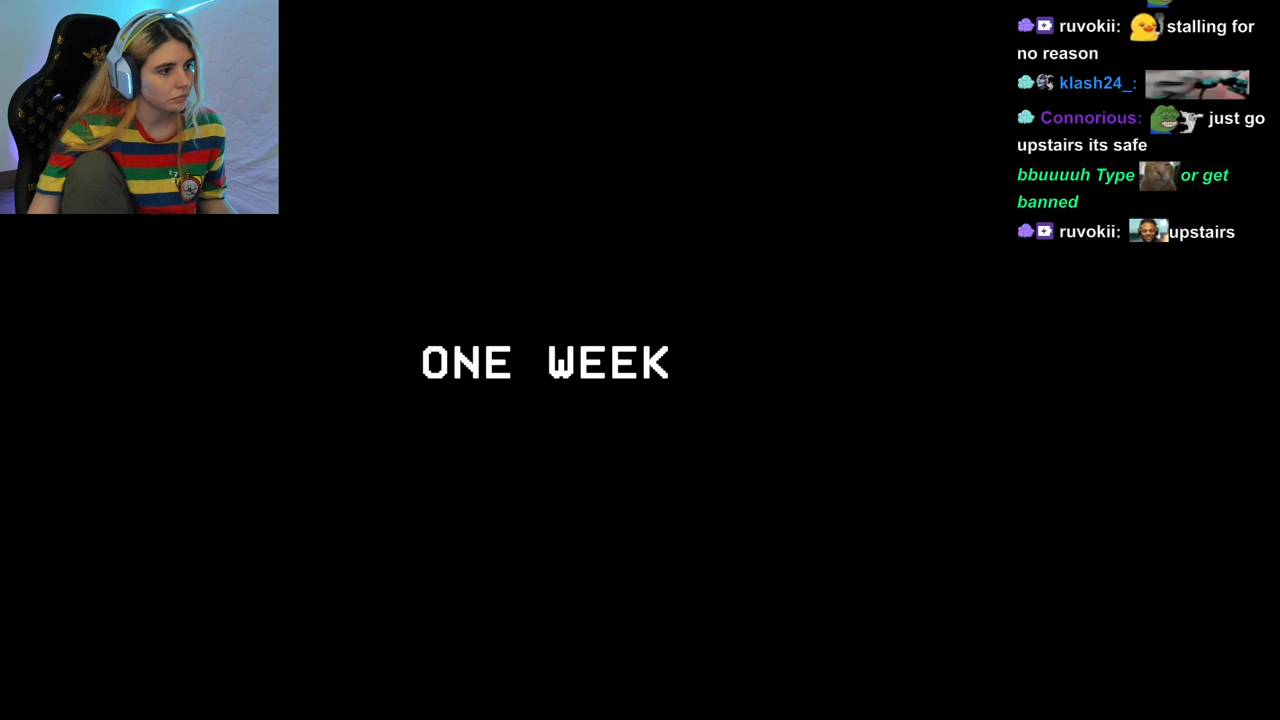 ruvokii: stalling for
no reason
klash24_:
Connorious: just go
upstairs its safe
bbuuuuh Type or get
banned
ruvokii: upstairs
ONE WEEK